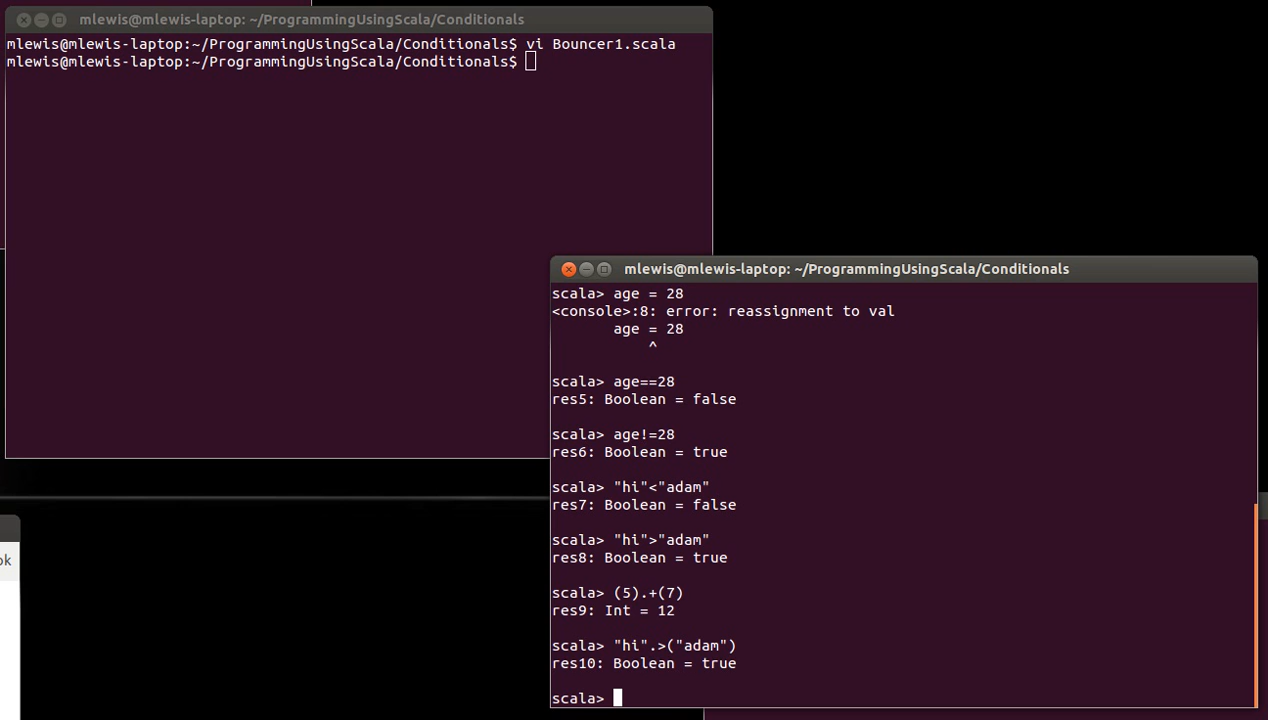 mlewis@mlewis-laptop: ~/ProgrammingUsingScala/Conditionals
mlewis@mlewis-laptop:~/ProgrammingUsingScala/Conditionals$ vi Bouncer1.scala
mlewis@mlewis-laptop:~/ProgrammingUsingScala/Conditionals$
mlewis@mlewis-laptop: ~/ProgrammingUsingScala/Conditionals
scala> age = 28
<console>:8: error: reassignment to val
       age = 28
           ^
scala> age==28
res5: Boolean = false
scala> age!=28
res6: Boolean = true
scala> "hi"<"adam"
res7: Boolean = false
scala> "hi">"adam"
res8: Boolean = true
scala> (5).+(7)
res9: Int = 12
scala> "hi".>("adam")
res10: Boolean = true
scala>
ok